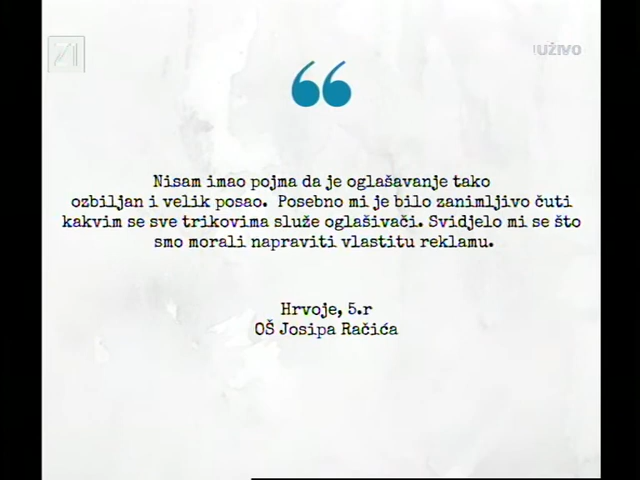 Z1
UŽIVO
Nisam imao pojma da je oglašavanje tako
ozbiljan i velik posao. Posebno mi je bilo zanimljivo čuti
kakvim se sve trikovima služe oglašivači. Svidjelo mi se što
smo morali napraviti vlastitu reklamu.
Hrvoje, 5.r
OŠ Josipa Račića